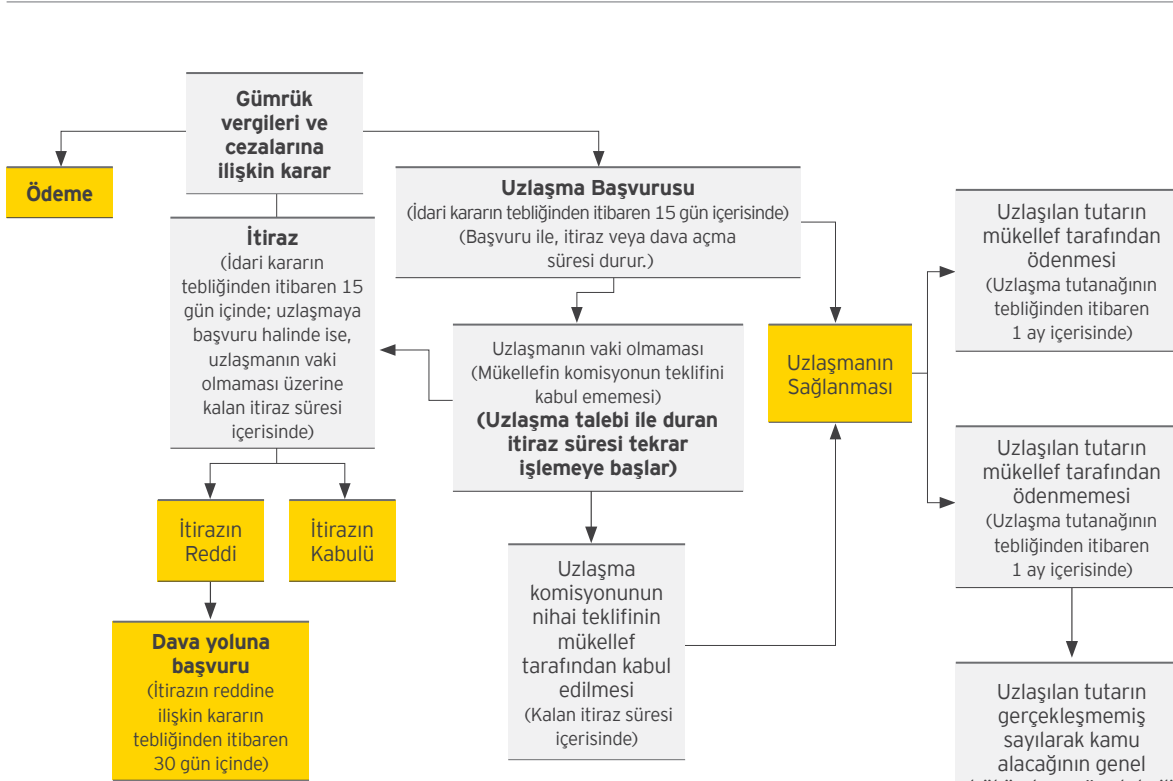 Gümrük
vergileri ve
cezalarına
ilişkin karar
Ödeme
Uzlaşma Başvurusu
(İdari kararın tebliğinden itibaren 15 gün içerisinde)
(Başvuru ile, itiraz veya dava açma
süresi durur.)
İtiraz
(İdari kararın
tebliğinden itibaren 15
gün içinde; uzlaşmaya
başvuru halinde ise,
uzlaşmanın vaki
olmaması üzerine
kalan itiraz süresi
içerisinde)
Uzlaşmanın vaki olmaması
(Mükellefin komisyonun teklifini
kabul ememesi)
(Uzlaşma talebi ile duran
itiraz süresi tekrar
işlemeye başlar)
Uzlaşmanın
Sağlanması
Uzlaşılan tutarın
mükellef tarafından
ödenmesi
(Uzlaşma tutanağının
tebliğinden itibaren
1 ay içerisinde)
Uzlaşılan tutarın
mükellef tarafından
ödenmemesi
(Uzlaşma tutanağının
tebliğinden itibaren
1 ay içerisinde)
İtirazın
Reddi
İtirazın
Kabulü
Dava yoluna
başvuru
(İtirazın reddine
ilişkin kararın
tebliğinden itibaren
30 gün içinde)
Uzlaşma
komisyonunun
nihai teklifinin
mükellef
tarafından kabul
edilmesi
(Kalan itiraz süresi
içerisinde)
Uzlaşılan tutarın
gerçekleşmemiş
sayılarak kamu
alacağının genel